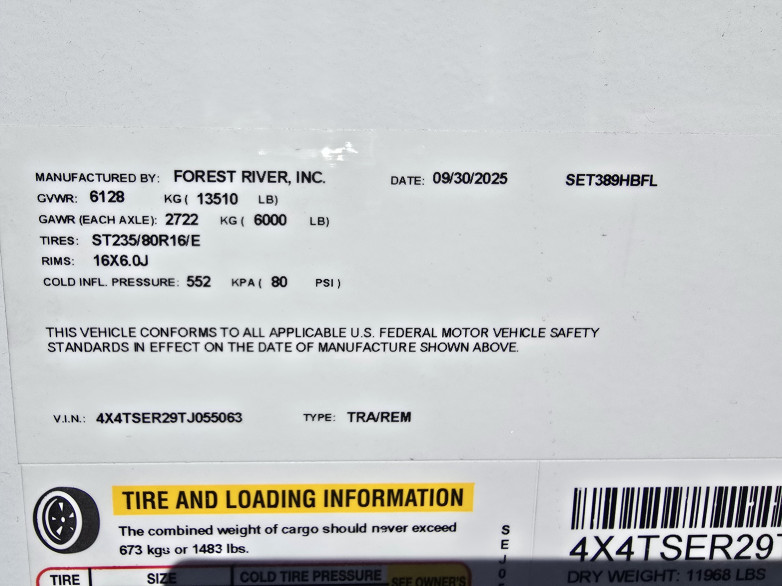 MANUFACTURED BY: FOREST RIVER, INC. DATE: 09/30/2025 SET389HBFL
GVWR: 6128 KG ( 13510 LB)
GAWR (EACH AXLE): 2722 KG ( 6000 LB)
TIRES: ST235/80R16/E
RIMS: 16X6.0J
COLD INFL. PRESSURE: 552 KPA ( 80 PSI )
THIS VEHICLE CONFORMS TO ALL APPLICABLE U.S. FEDERAL MOTOR VEHICLE SAFETY
STANDARDS IN EFFECT ON THE DATE OF MANUFACTURE SHOWN ABOVE.
V.I.N.: 4X4TSER29TJ055063 TYPE: TRA/REM
TIRE AND LOADING INFORMATION
The combined weight of cargo should never exceed
673 kgs or 1483 lbs.
TIRE SIZE COLD TIRE PRESSURE SEE OWNER'S
SEJ
4X4TSER29T
DRY WEIGHT: 11968 LBS